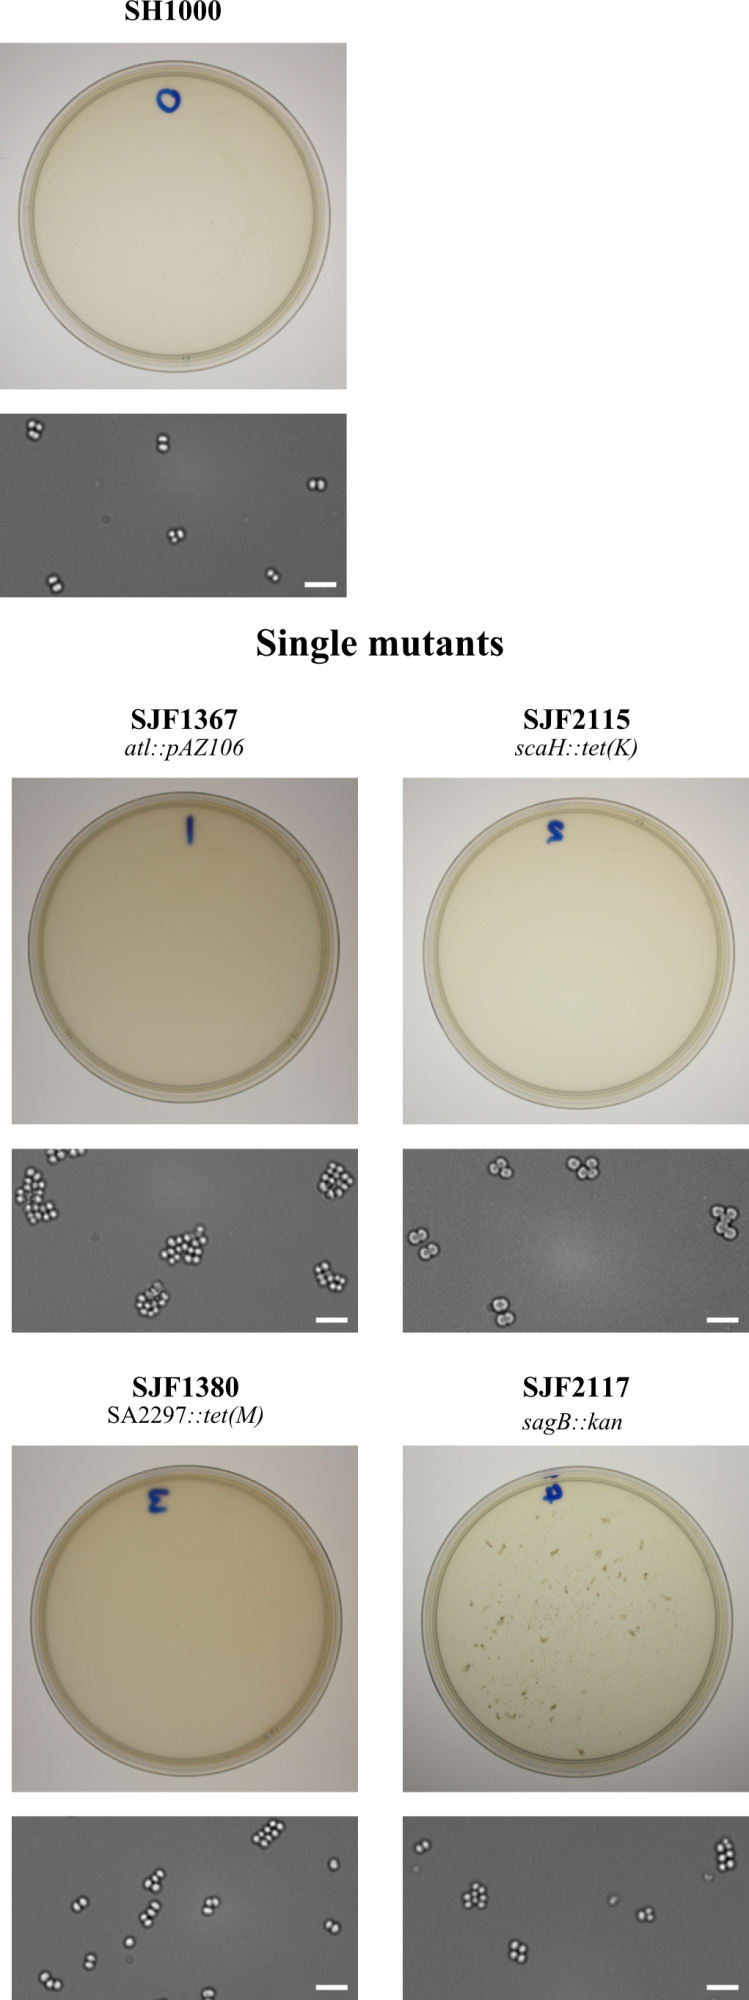 SH1000
0
Single mutants
SJF1367
atl::pAZ106
SJF2115
scaH::tet(K)
1
2
SJF1380
SA2297::tet(M)
SJF2117
sagB::kan
3